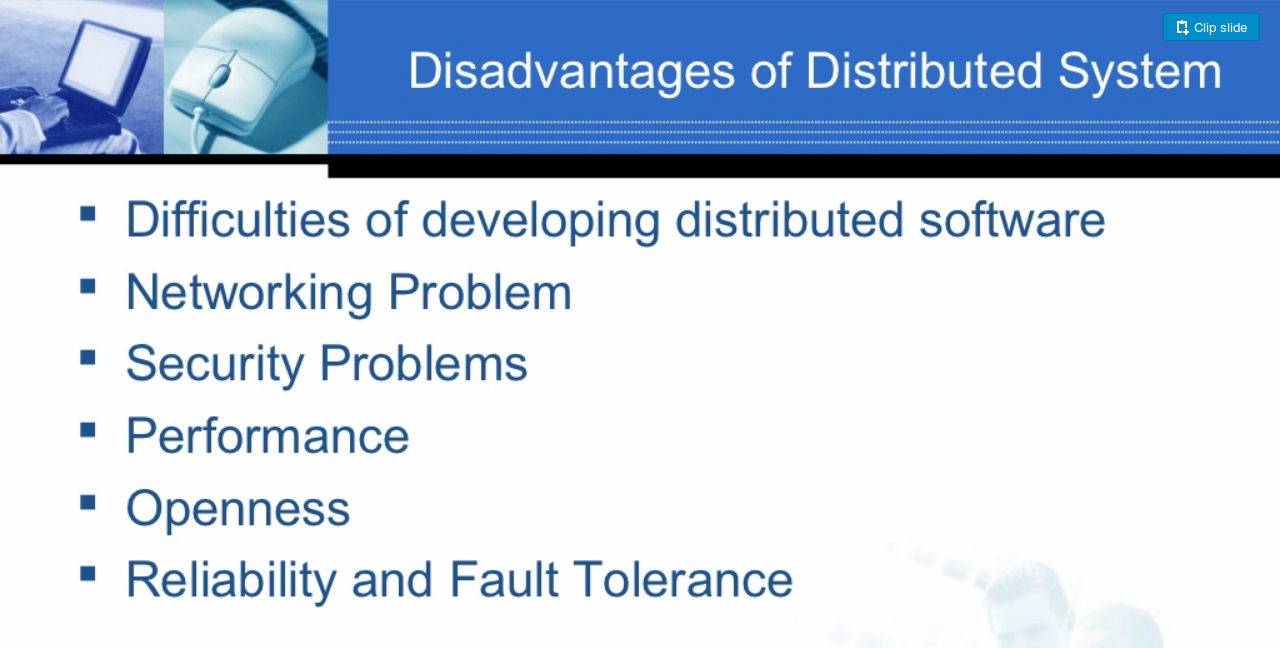 Clip slide
Disadvantages of Distributed System
Difficulties of developing distributed software
Networking Problem
Security Problems
Performance
Openness
Reliability and Fault Tolerance